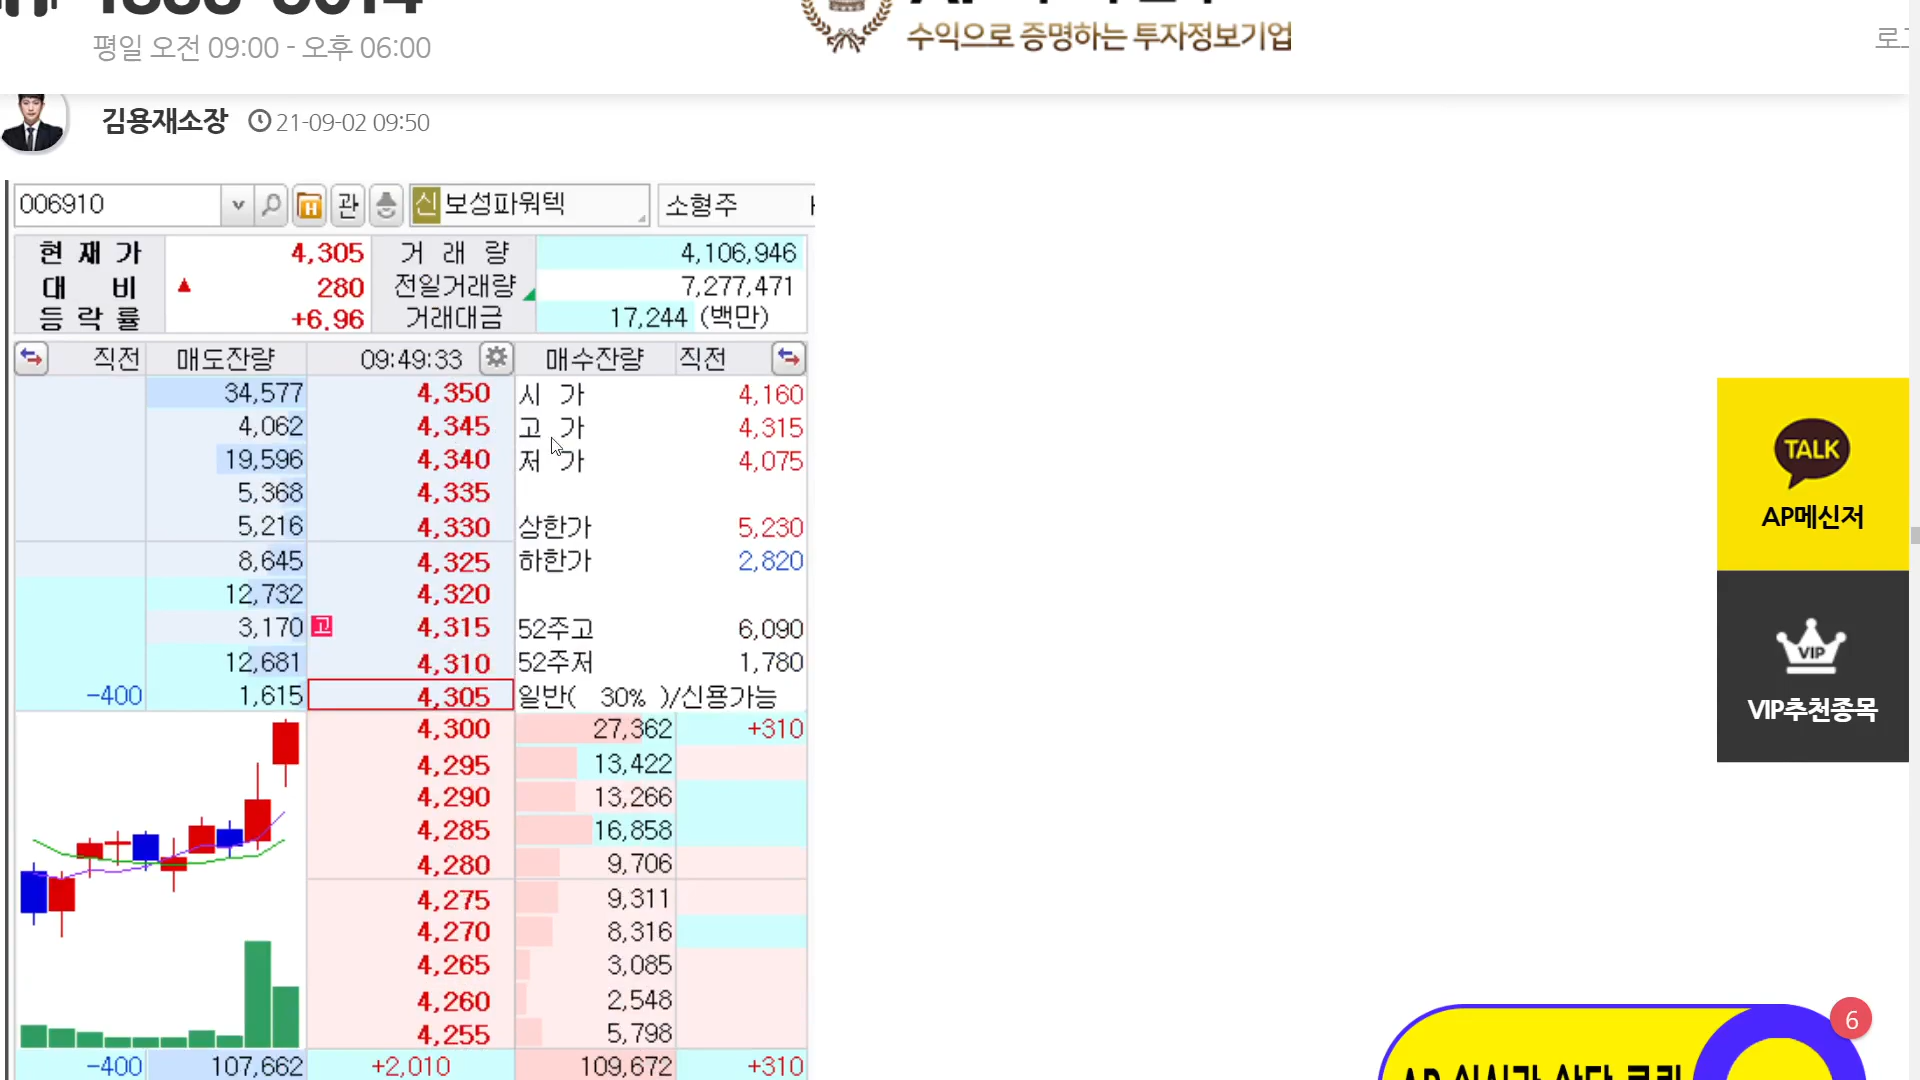 평일 오전 09:00 - 오후 06:00
수익으로 증명하는 투자정보기업
김용재소장 21-09-02 09:50
006910 관 신 보성파워텍 소형주
현재가 4,305 거래량 4,106,946
대비 ▲ 280 전일거래량 7,277,471
등락률 +6.96 거래대금 17,244 (백만)
직전 매도잔량 09:49:33 매수잔량 직전
34,577 4,350 시가 4,160
4,062 4,345 고가 4,315
19,596 4,340 저가 4,075
5,368 4,335
5,216 4,330 상한가 5,230
8,645 4,325 하한가 2,820
12,732 4,320
3,170 고 4,315 52주고 6,090
12,681 4,310 52주저 1,780
-400 1,615 4,305 일반( 30% )/신용가능
4,300 27,362 +310
4,295 13,422
4,290 13,266
4,285 16,858
4,280 9,706
4,275 9,311
4,270 8,316
4,265 3,085
4,260 2,548
4,255 5,798
-400 107,662 +2,010 109,672 +310
TALK
AP메신저
VIP
VIP추천종목
6